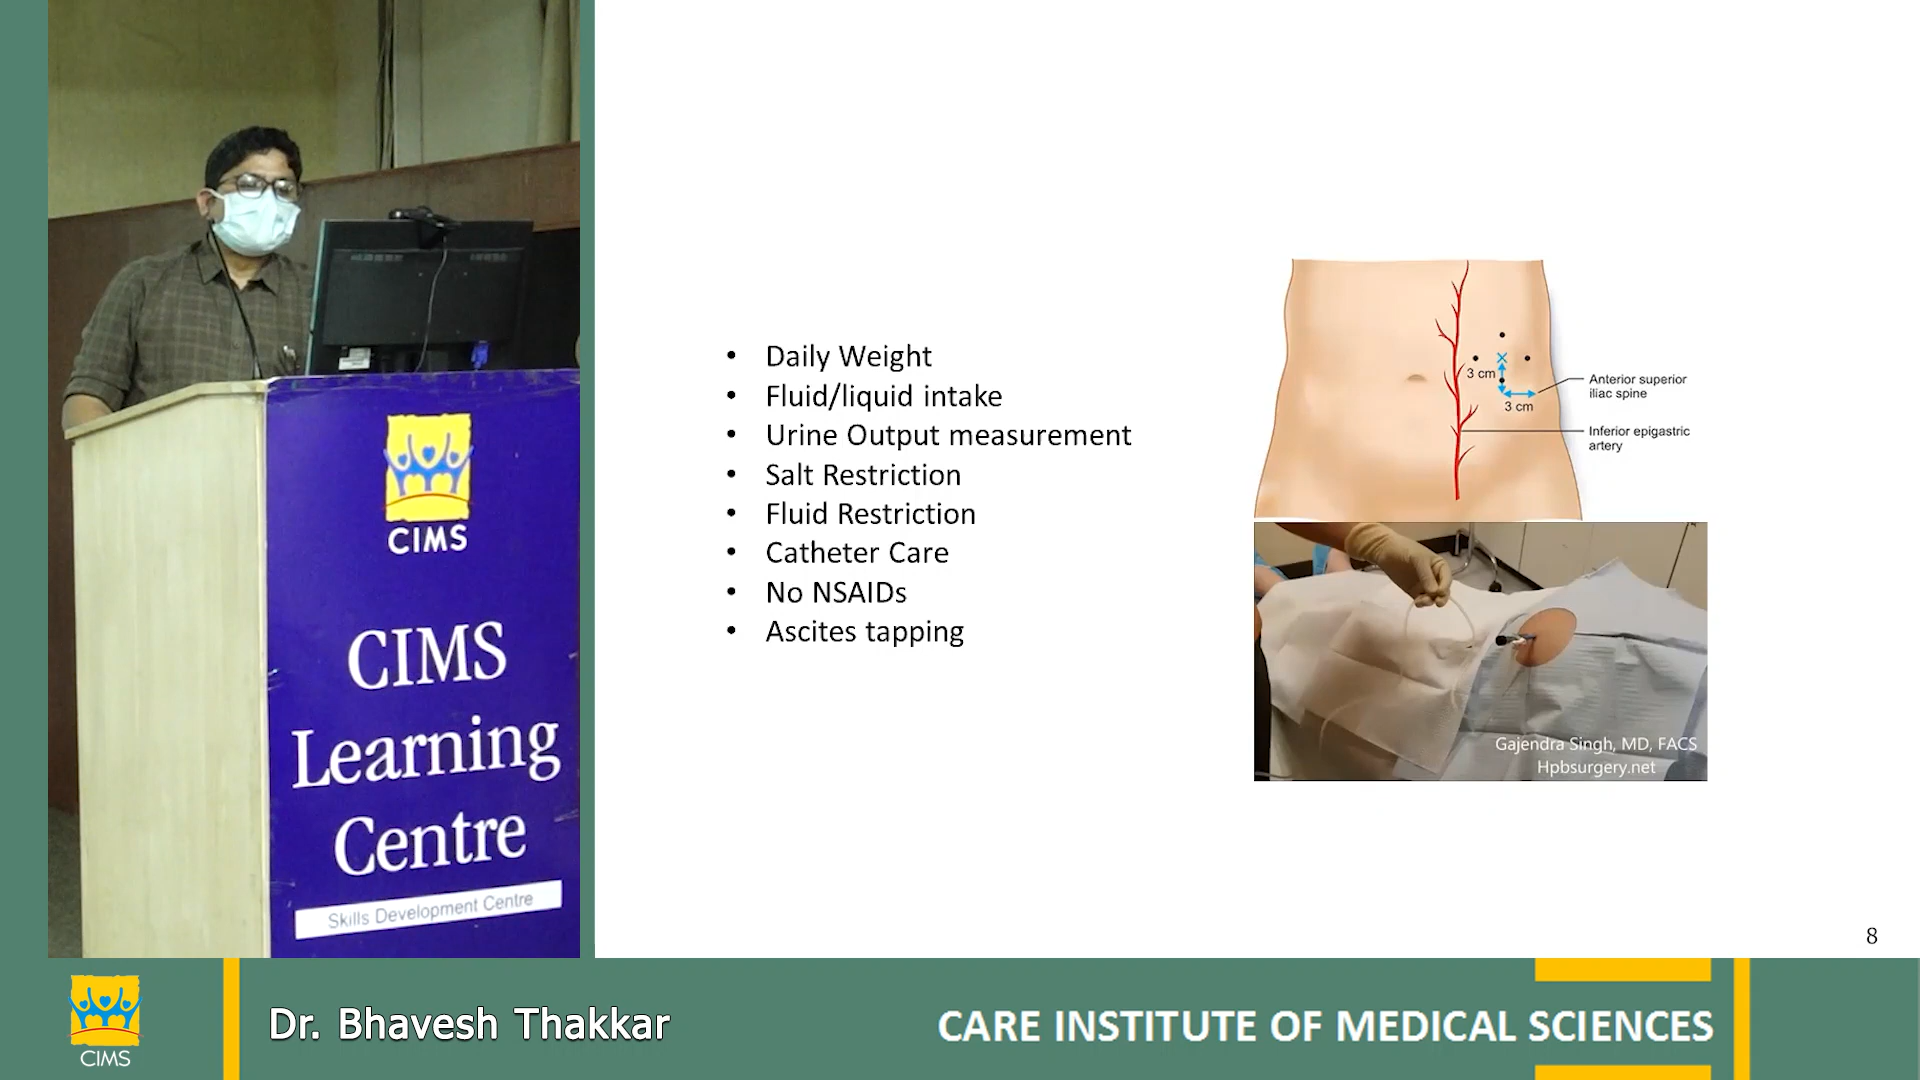 CIMS
CIMS
Learning
Centre
Skills Development Centre
• Daily Weight
• Fluid/liquid intake
• Urine Output measurement
• Salt Restriction
• Fluid Restriction
• Catheter Care
• No NSAIDs
• Ascites tapping
3 cm
3 cm
Anterior superior
iliac spine
Inferior epigastric
artery
Gajendra Singh, MD, FACS
Hpbsurgery.net
8
CIMS
Dr. Bhavesh Thakkar
CARE INSTITUTE OF MEDICAL SCIENCES